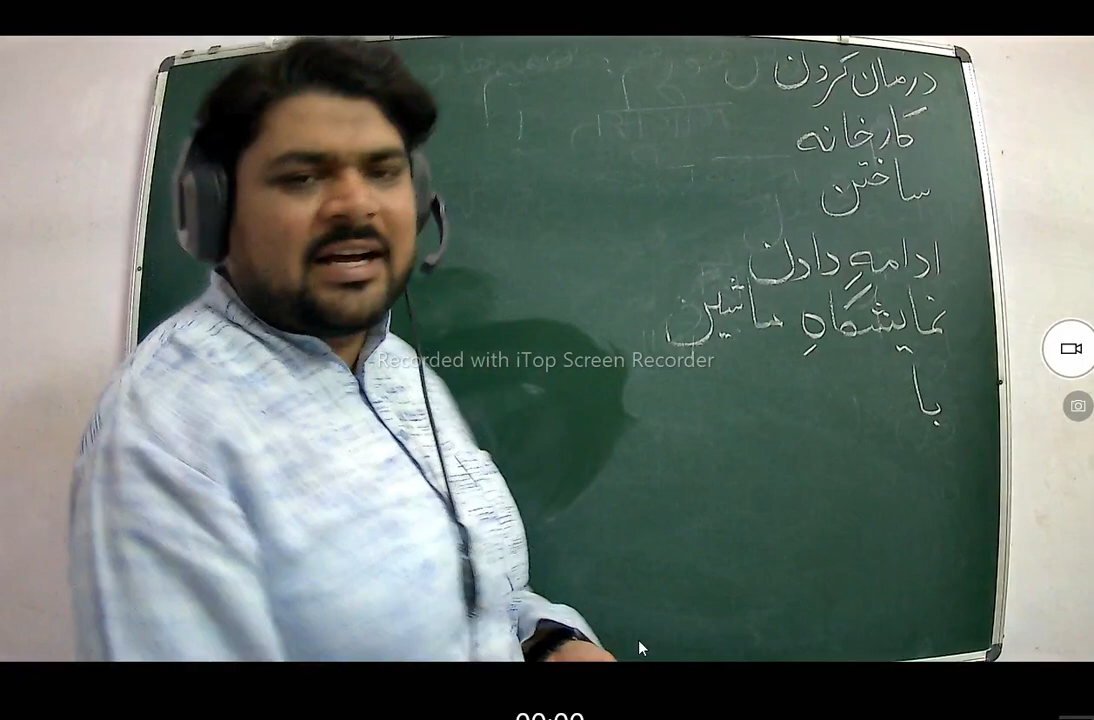 درمان کردن
کارخانه
ساختن
ادامه دادن
نمایشگاهِ ماشین
با
Recorded with iTop Screen Recorder
00:00